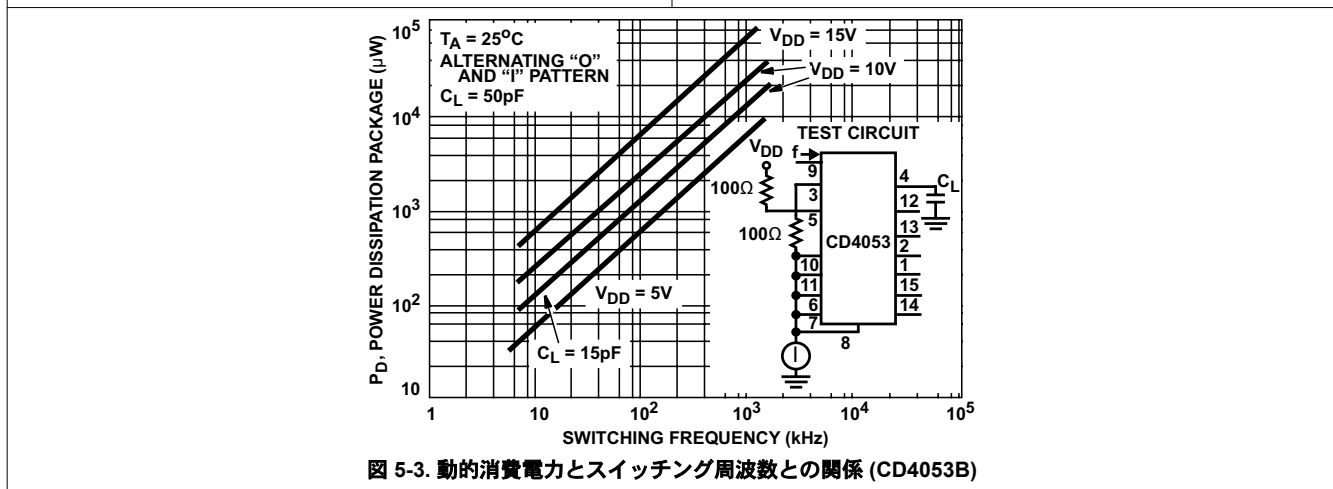 10⁵
T_A = 25°C
ALTERNATING “O”
AND “I” PATTERN
C_L = 50pF
V_DD = 15V
V_DD = 10V
10⁴
TEST CIRCUIT
V_DD
f
9
4
C_L
100Ω
3
12
10³
5
13
100Ω
CD4053
2
10
1
11
15
V_DD = 5V
6
14
10²
7
8
C_L = 15pF
I
10
P_D, POWER DISSIPATION PACKAGE (μW)
1
10
10²
10³
10⁴
10⁵
SWITCHING FREQUENCY (kHz)
図 5-3. 動的消費電力とスイッチング周波数との関係 (CD4053B)